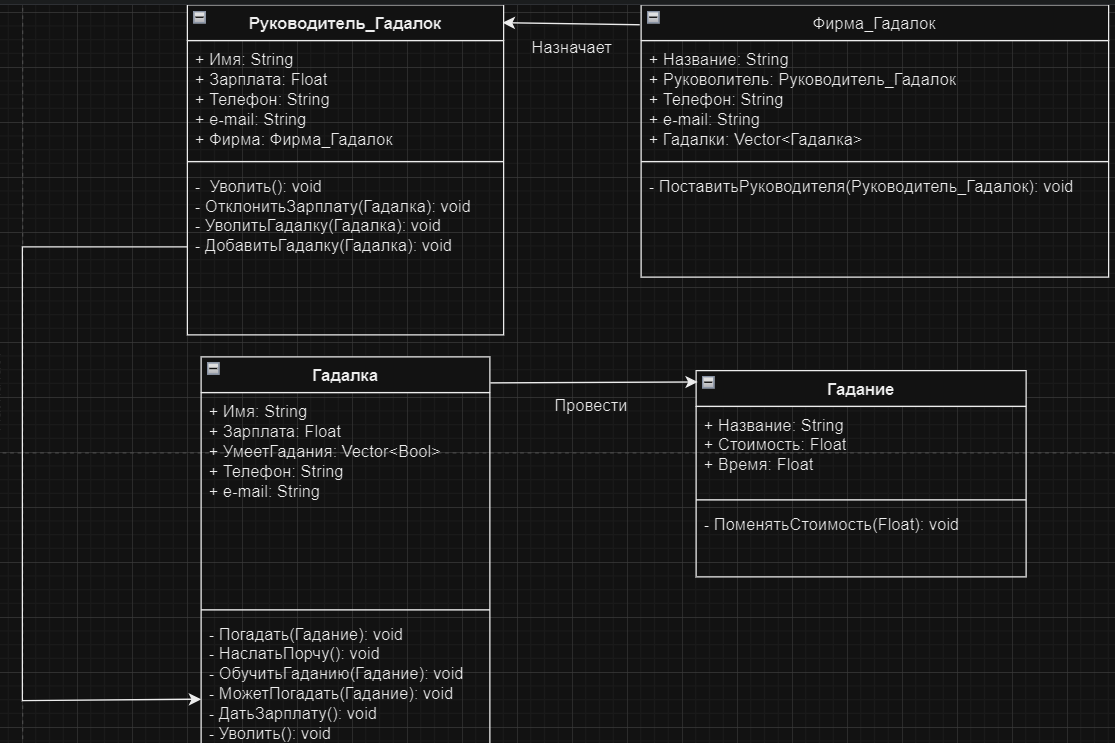 Руководитель_Гадалок
+ Имя: String
+ Зарплата: Float
+ Телефон: String
+ e-mail: String
+ Фирма: Фирма_Гадалок
- Уволить(): void
- ОтклонитьЗарплату(Гадалка): void
- УволитьГадалку(Гадалка): void
- ДобавитьГадалку(Гадалка): void
Назначает
Фирма_Гадалок
+ Название: String
+ Руковолитель: Руководитель_Гадалок
+ Телефон: String
+ e-mail: String
+ Гадалки: Vector<Гадалка>
- ПоставитьРуководителя(Руководитель_Гадалок): void
Гадалка
+ Имя: String
+ Зарплата: Float
+ УмеетГадания: Vector<Bool>
+ Телефон: String
+ e-mail: String
- Погадать(Гадание): void
- НаслатьПорчу(): void
- ОбучитьГаданию(Гадание): void
- МожетПогадать(Гадание): void
- ДатьЗарплату(): void
- Уволить(): void
Провести
Гадание
+ Название: String
+ Стоимость: Float
+ Время: Float
- ПоменятьСтоимость(Float): void